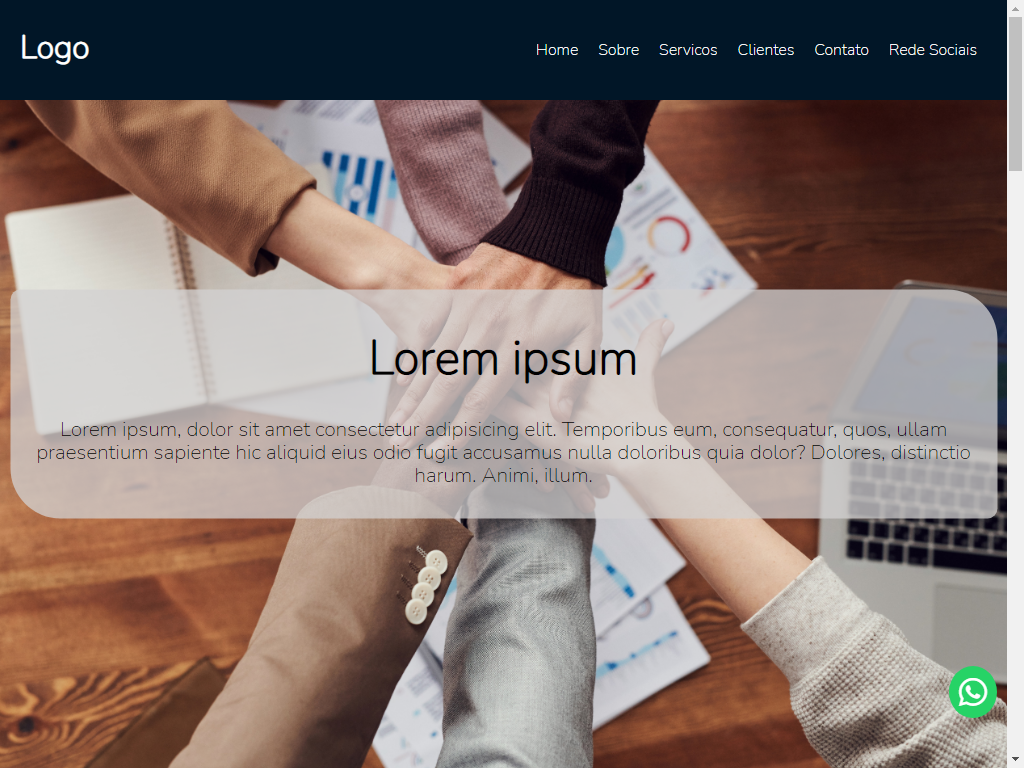 Logo
Home Sobre Servicos Clientes Contato Rede Sociais
Lorem ipsum
Lorem ipsum, dolor sit amet consectetur adipisicing elit. Temporibus eum, consequatur, quos, ullam
praesentium sapiente hic aliquid eius odio fugit accusamus nulla doloribus quia dolor? Dolores, distinctio
harum. Animi, illum.